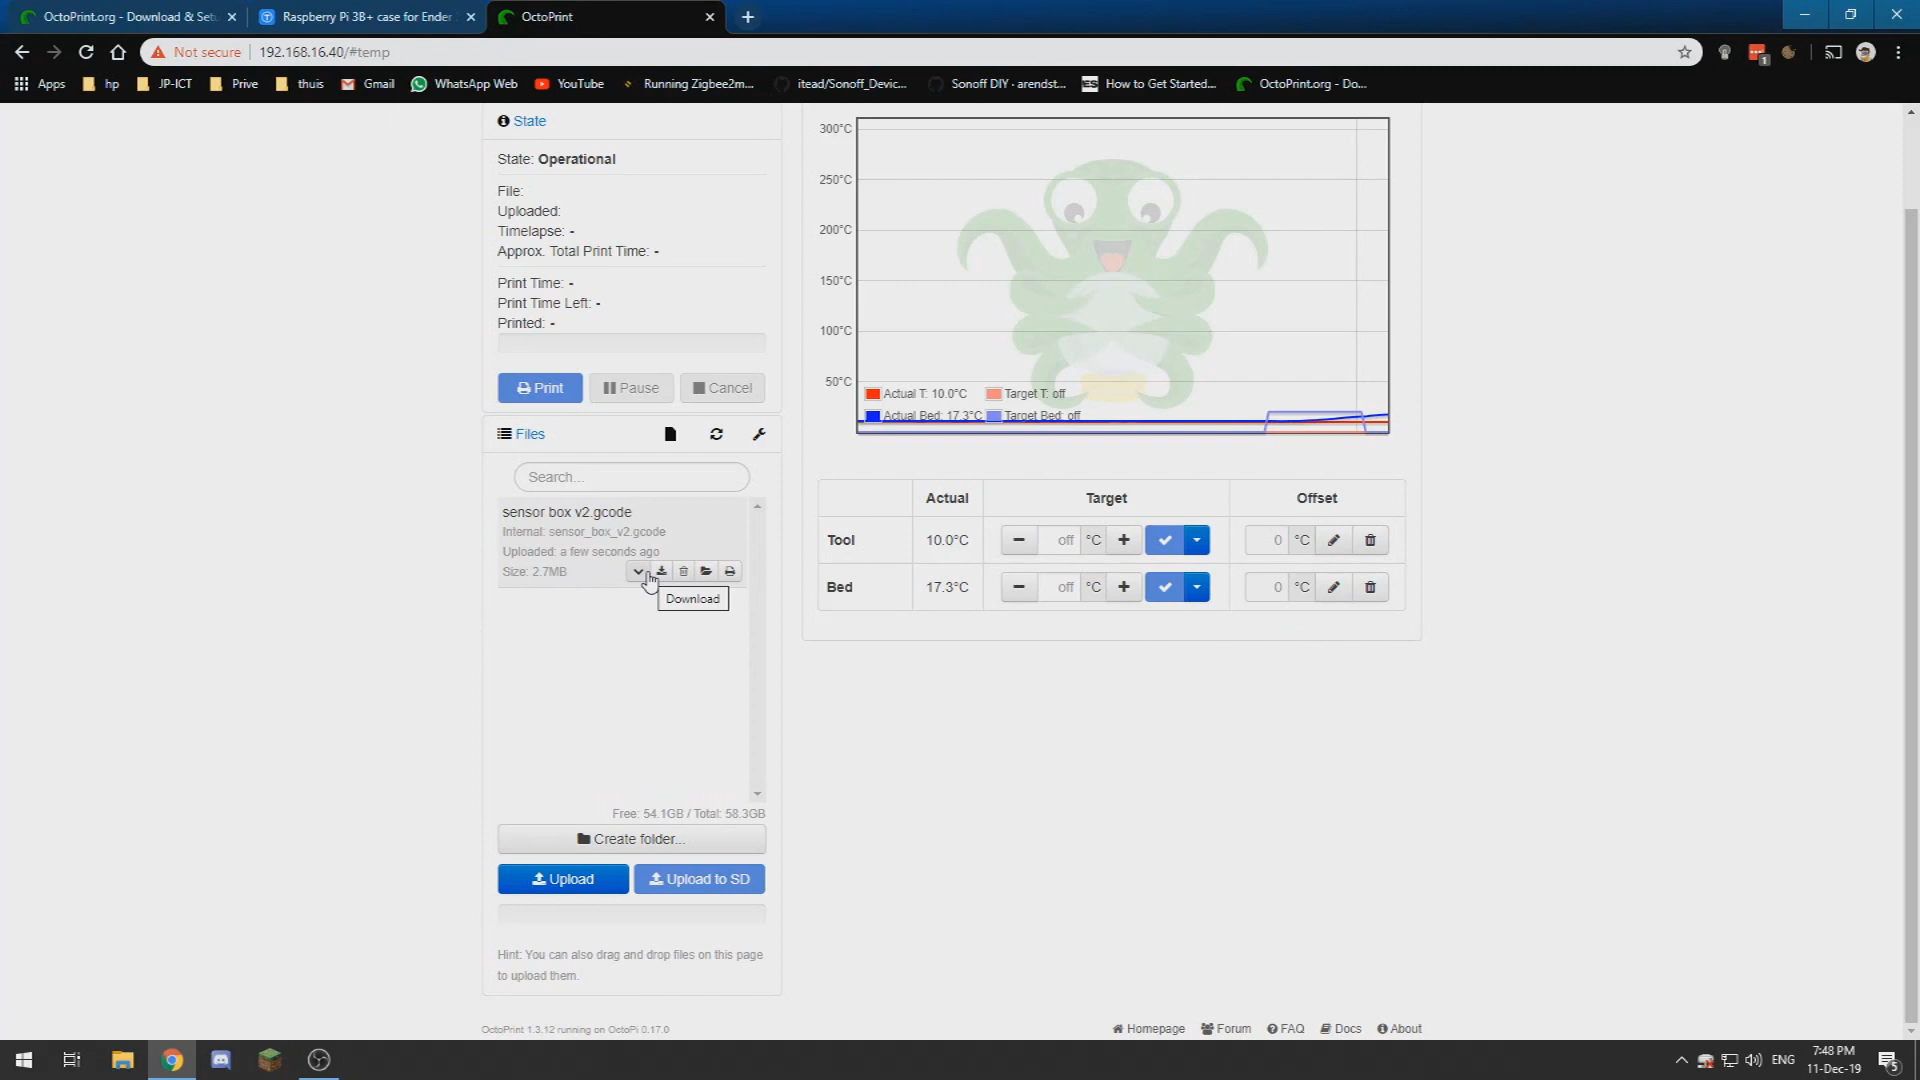 OctoPrint.org - Download & Setu
Raspberry Pi 3B+ case for Ender
OctoPrint
Not secure
192.168.16.40/#temp
1
Apps
hp
JP-ICT
Prive
thuis
Gmail
WhatsApp Web
YouTube
Running Zigbee2m...
itead/Sonoff_Devic...
Sonoff DIY · arendst...
ES
How to Get Started...
OctoPrint.org - Do...
State
State: Operational
File:
Uploaded:
Timelapse: -
Approx. Total Print Time: -
Print Time: -
Print Time Left: -
Printed: -
Print
Pause
Cancel
Files
Search...
sensor box v2.gcode
Internal: sensor_box_v2.gcode
Uploaded: a few seconds ago
Size: 2.7MB
Download
Free: 54.1GB / Total: 58.3GB
Create folder...
Upload
Upload to SD
Hint: You can also drag and drop files on this page
to upload them.
300°C
250°C
200°C
150°C
100°C
50°C
Actual T: 10.0°C
Target T: off
Actual Bed: 17.3°C
Target Bed: off
Actual
Target
Offset
Tool
10.0°C
off
°C
0
°C
Bed
17.3°C
off
°C
0
°C
OctoPrint 1.3.12 running on OctoPi 0.17.0
Homepage
Forum
FAQ
Docs
About
ENG
7:48 PM
11-Dec-19
5